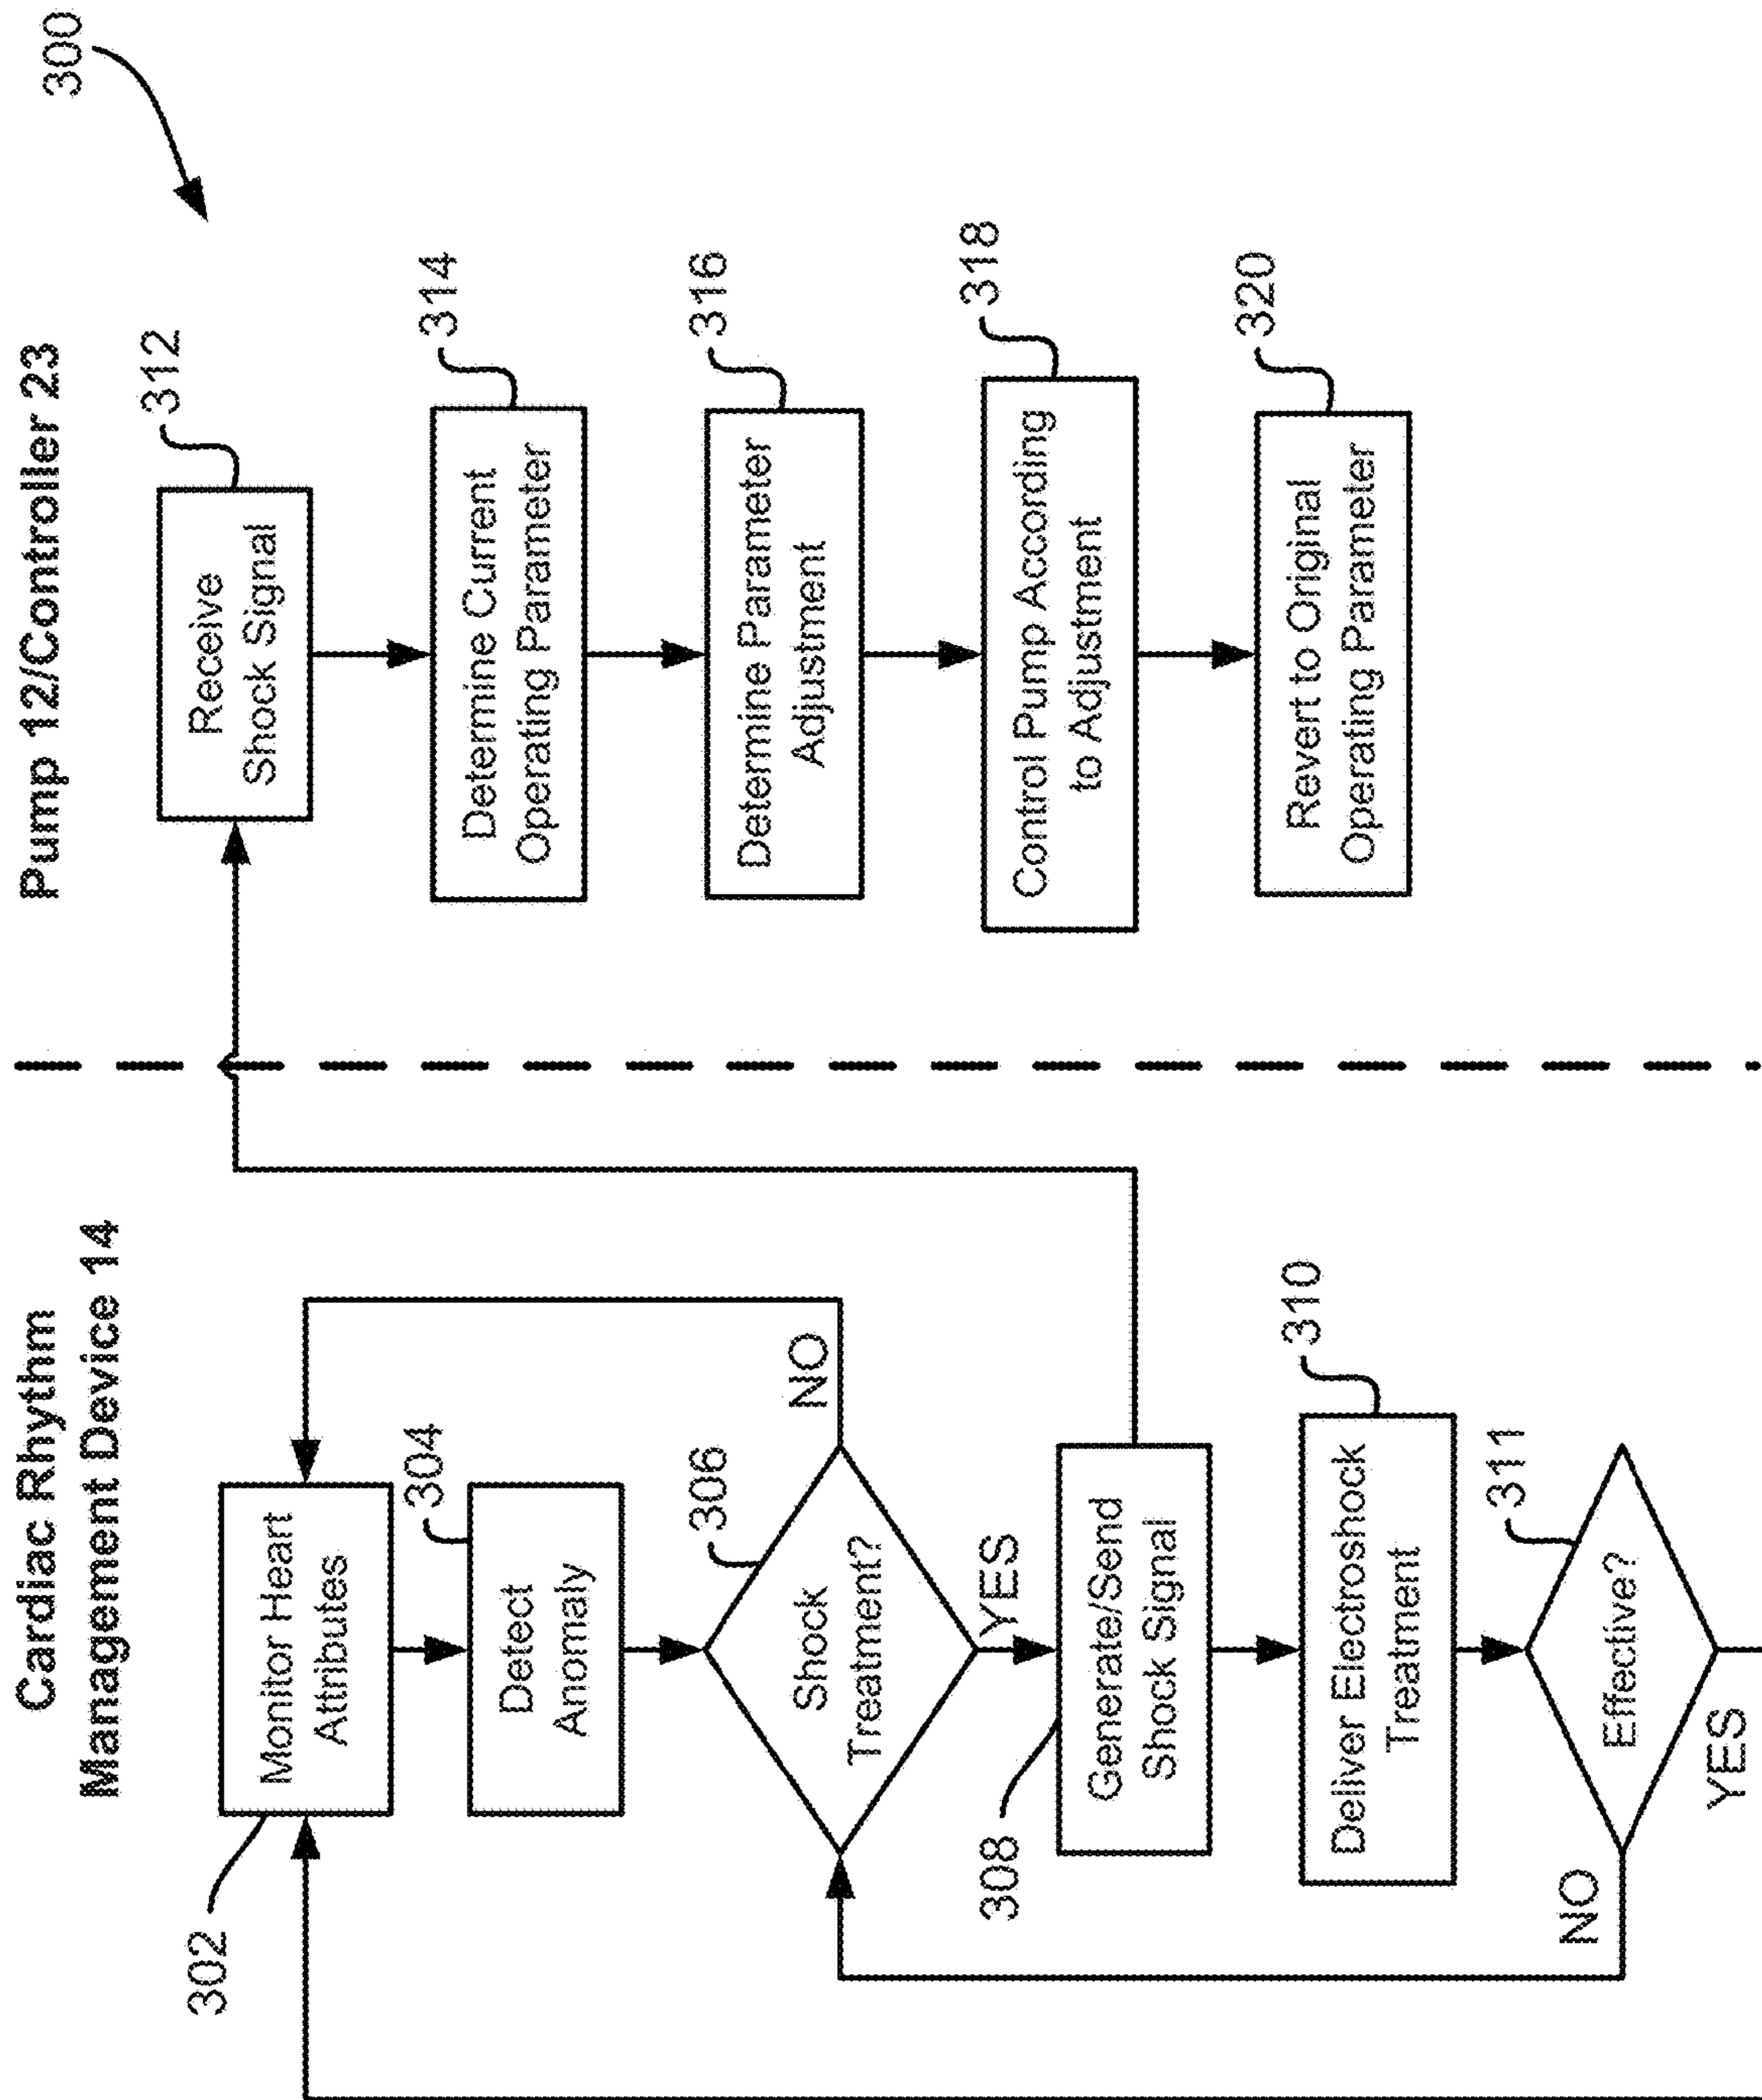 300
Cardiac Rhythm
Management Device 14
302
Monitor Heart
Attributes
304
Detect
Anomaly
306
Shock
Treatment?
NO
YES
308
Generate/Send
Shock Signal
310
Deliver Electroshock
Treatment
311
Effective?
NO
YES
Pump 12/Controller 23
312
Receive
Shock Signal
314
Determine Current
Operating Parameter
316
Determine Parameter
Adjustment
318
Control Pump According
to Adjustment
320
Revert to Original
Operating Parameter